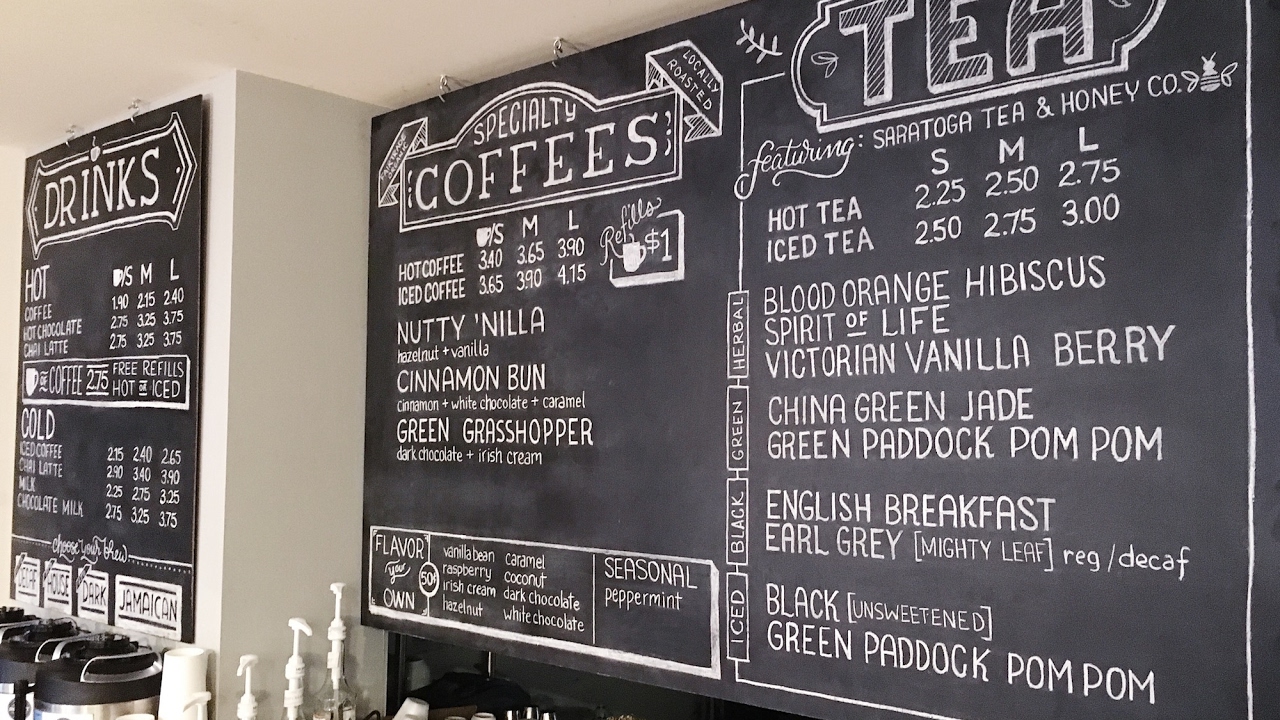 DRINKS
HOT /S M L
COFFEE 1.90 2.15 2.40
HOT CHOCOLATE 2.75 3.25 3.75
CHAI LATTE 2.75 3.25 3.75
COFFEE 2.75 FREE REFILLS
HOT OR ICED
COLD
ICED COFFEE 2.15 2.40 2.65
CHAI LATTE 2.90 3.40 3.90
MILK 2.25 2.75 3.25
CHOCOLATE MILK 2.75 3.25 3.75
choose your brew
DECAF HOUSE DARK JAMAICAN
LOCALLY
ROASTED
SPECIALTY
COFFEES
/S M L
HOT COFFEE 3.40 3.65 3.90
ICED COFFEE 3.65 3.90 4.15
Refills
$1
NUTTY 'NILLA
hazelnut + vanilla
CINNAMON BUN
cinnamon + white chocolate + caramel
GREEN GRASSHOPPER
dark chocolate + irish cream
FLAVOR
your
OWN
50¢
vanilla bean caramel
raspberry coconut
irish cream dark chocolate
hazelnut white chocolate
SEASONAL
peppermint
TEA
featuring: SARATOGA TEA & HONEY CO.
S M L
HOT TEA 2.25 2.50 2.75
ICED TEA 2.50 2.75 3.00
HERBAL
BLOOD ORANGE HIBISCUS
SPIRIT OF LIFE
VICTORIAN VANILLA BERRY
GREEN
CHINA GREEN JADE
GREEN PADDOCK POM POM
BLACK
ENGLISH BREAKFAST
EARL GREY [MIGHTY LEAF] reg/decaf
ICED
BLACK [UNSWEETENED]
GREEN PADDOCK POM POM